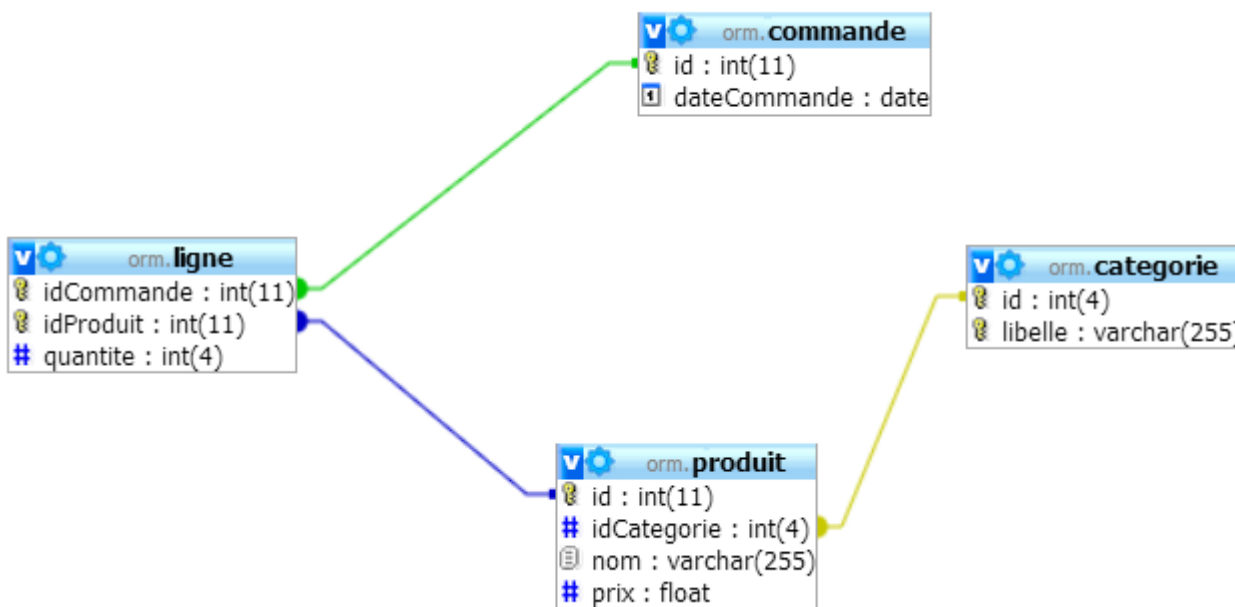 orm.commande
id : int(11)
dateCommande : date
orm.ligne
idCommande : int(11)
idProduit : int(11)
# quantite : int(4)
orm.categorie
id : int(4)
libelle : varchar(255)
orm.produit
id : int(11)
# idCategorie : int(4)
nom : varchar(255)
# prix : float